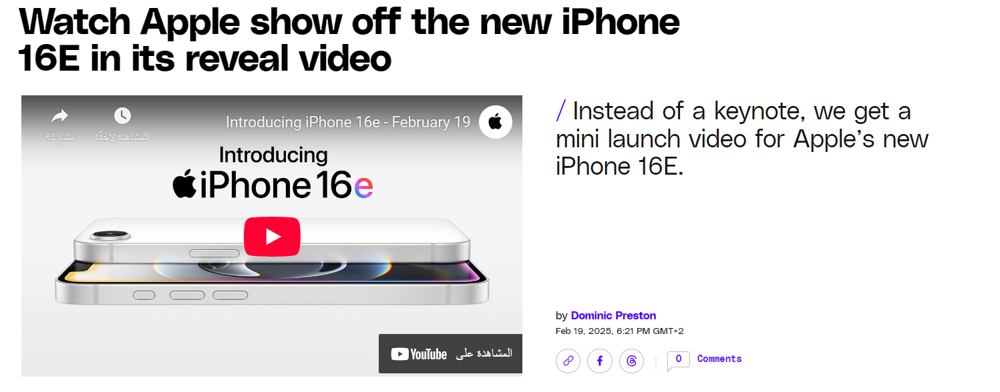 Watch Apple show off the new iPhone
16E in its reveal video
مشاركة
المشاهدة لاحقًا
Introducing iPhone 16e - February 19
Introducing
iPhone 16e
YouTube المشاهدة على
/ Instead of a keynote, we get a
mini launch video for Apple’s new
iPhone 16E.
by Dominic Preston
Feb 19, 2025, 6:21 PM GMT+2
0 Comments